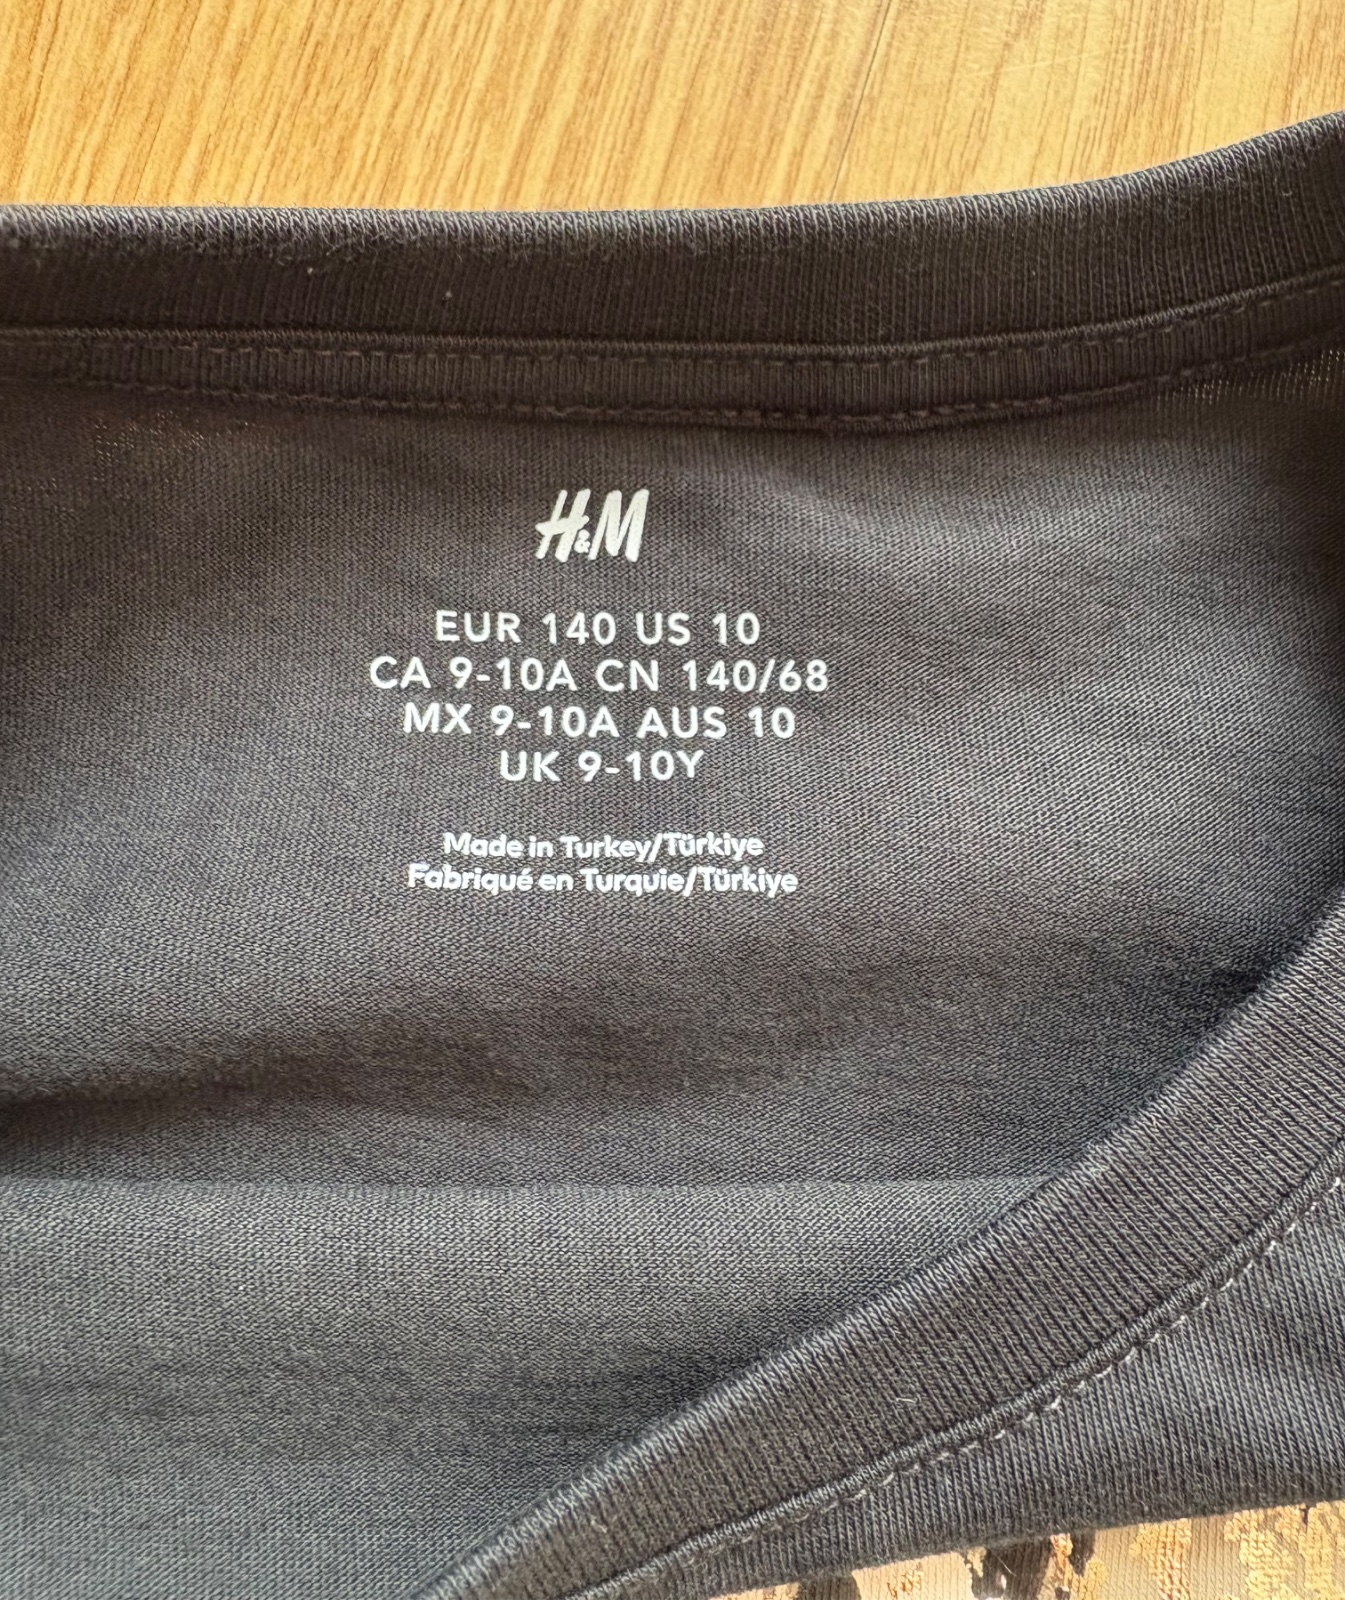 H&M
EUR 140 US 10
CA 9-10A CN 140/68
MX 9-10A AUS 10
UK 9-10Y
Made in Turkey/Türkiye
Fabriqué en Turquie/Türkiye